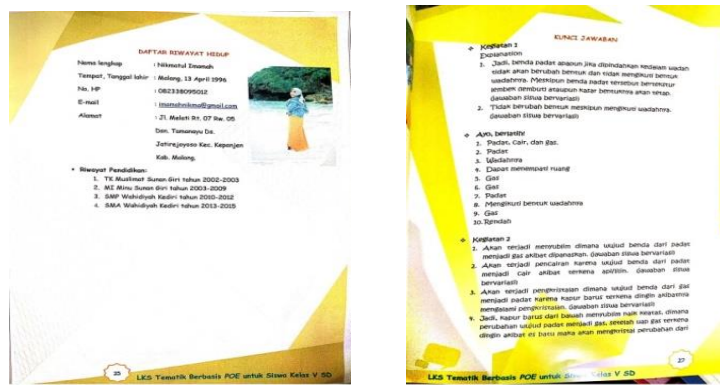 DAFTAR RIWAYAT HIDUP
Nama lengkap : Nikmatul Imamah
Tempat, Tanggal lahir : Malang, 13 April 1996
No. HP : 082338095012
E-mail : imamahnikma@gmail.com
Alamat : Jl. Melati Rt. 07 Rw. 05
Dsn. Tamanayu Ds.
Jatirejoyoso Kec. Kepanjen
Kab. Malang.
• Riwayat Pendidikan:
1. TK Muslimat Sunan Giri tahun 2002-2003
2. MI Minu Sunan Giri tahun 2003-2009
3. SMP Wahidiyah Kediri tahun 2010-2012
4. SMA Wahidiyah Kediri tahun 2013-2015
LKS Tematik Berbasis POE untuk Siswa Kelas V SD
KUNCI JAWABAN
Kegiatan 1
Explanation
1. Jadi, benda padat apapun jika dipindahkan kedalam wadah
tidak akan berubah bentuk dan tidak mengikuti bentuk
wadahnya. Meskipun benda padat tersebut bertekstur
lembek (lembut) ataupun kasar bentuknya akan tetap.
(jawaban siswa bervariasi)
2. Tidak berubah bentuk meskipun mengikuti wadahnya.
(jawaban siswa bervariasi)
Ayo, berlatih!
1. Padat, cair, dan gas.
2. Padat
3. Wadahnya
4. Dapat menempati ruang
5. Gas
6. Gas
7. Padat
8. Mengikuti bentuk wadahnya
9. Gas
10. Rendah
Kegiatan 2
1. Akan terjadi menyublim dimana wujud benda dari padat
menjadi gas akibat dipanaskan. (jawaban siswa bervariasi)
2. Akan terjadi pencairan karena wujud benda dari padat
menjadi cair akibat terkena api/lilin. (jawaban siswa
bervariasi)
3. Akan terjadi pengkristalan dimana wujud benda dari gas
menjadi padat karena kapur barus terkena dingin akibatnya
mengalami pengkristalan. (jawaban siswa bervariasi)
4. Jadi, kapur barus dari bawah menyublim naik keatas, dimana
perubahan wujud padat menjadi gas, setelah uap gas terkena
dingin akibat es batu maka akan mengkristal perubahan dari
27
LKS Tematik Berbasis POE untuk Siswa Kelas V SD